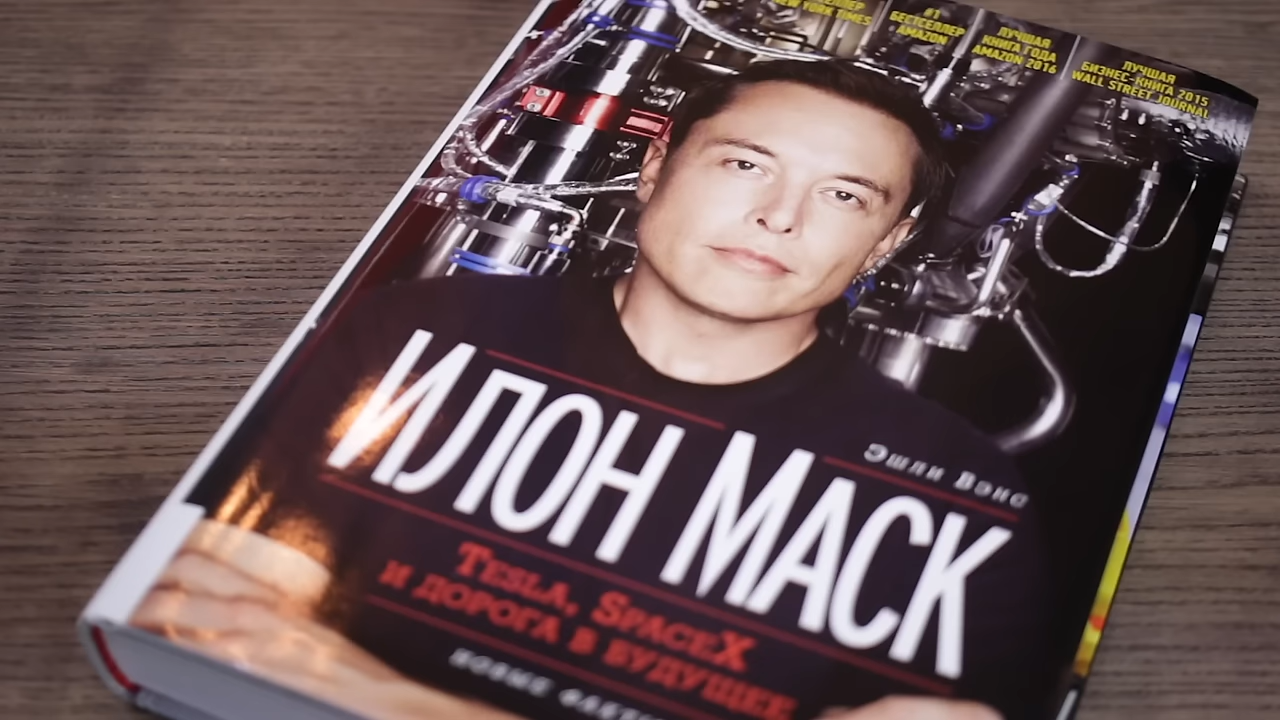 NEW YORK TIMES
#1
БЕСТСЕЛЛЕР
AMAZON
ЛУЧШАЯ
КНИГА ГОДА
AMAZON 2016
ЛУЧШАЯ
БИЗНЕС-КНИГА 2015
WALL STREET JOURNAL
Эшли Вэнс
ИЛОН МАСК
TESLA, SPACEX
И ДОРОГА В БУДУЩЕЕ
НОВЫЕ